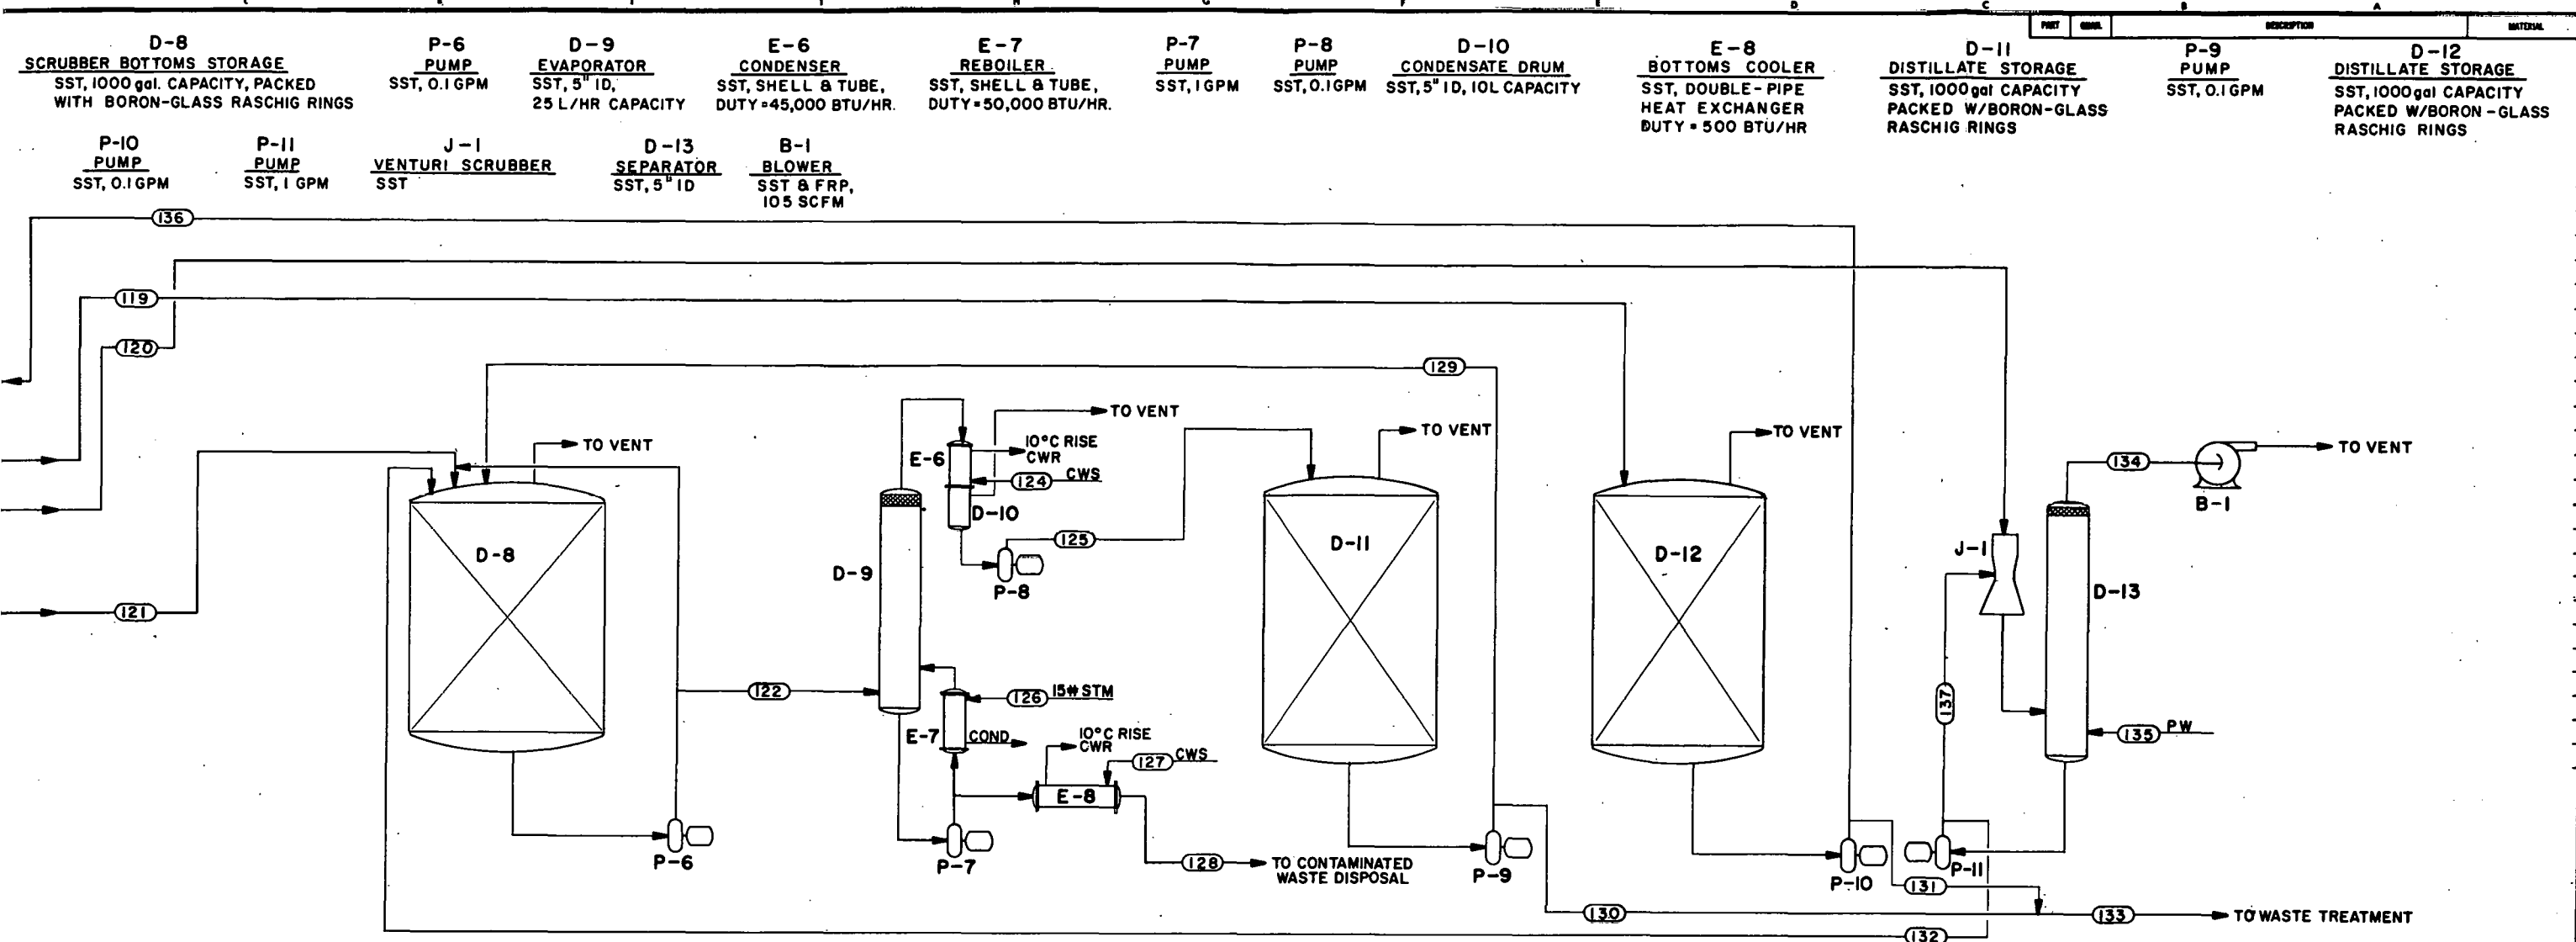 PART
DESCRIPTION
MATERIAL
D-8
SCRUBBER BOTTOMS STORAGE
SST, 1000 gal. CAPACITY, PACKED
WITH BORON-GLASS RASCHIG RINGS
P-6
PUMP
SST, 0.1 GPM
D-9
EVAPORATOR
SST, 5" ID,
25 L/HR CAPACITY
E-6
CONDENSER
SST, SHELL & TUBE,
DUTY=45,000 BTU/HR.
E-7
REBOILER
SST, SHELL & TUBE,
DUTY=50,000 BTU/HR.
P-7
PUMP
SST, 1 GPM
P-8
PUMP
SST, 0.1 GPM
D-10
CONDENSATE DRUM
SST, 5" ID, 10L CAPACITY
E-8
BOTTOMS COOLER
SST, DOUBLE-PIPE
HEAT EXCHANGER
DUTY = 500 BTU/HR
D-11
DISTILLATE STORAGE
SST, 1000 gal CAPACITY
PACKED W/BORON-GLASS
RASCHIG RINGS
P-9
PUMP
SST, 0.1 GPM
D-12
DISTILLATE STORAGE
SST, 1000 gal CAPACITY
PACKED W/BORON-GLASS
RASCHIG RINGS
P-10
PUMP
SST, 0.1 GPM
P-11
PUMP
SST, 1 GPM
J-1
VENTURI SCRUBBER
SST
D-13
SEPARATOR
SST, 5" ID
B-1
BLOWER
SST & FRP,
105 SCFM
136
119
120
129
TO VENT
TO VENT
10°C RISE
CWR
E-6
124
CWS
D-10
125
P-8
TO VENT
TO VENT
134
TO VENT
B-1
D-8
D-9
D-11
D-12
J-1
D-13
121
122
126
15# STM
E-7
COND
10°C RISE
CWR
127
CWS
E-8
137
135
PW
P-6
P-7
128
TO CONTAMINATED
WASTE DISPOSAL
P-9
P-10
P-11
131
130
133
TO WASTE TREATMENT
132